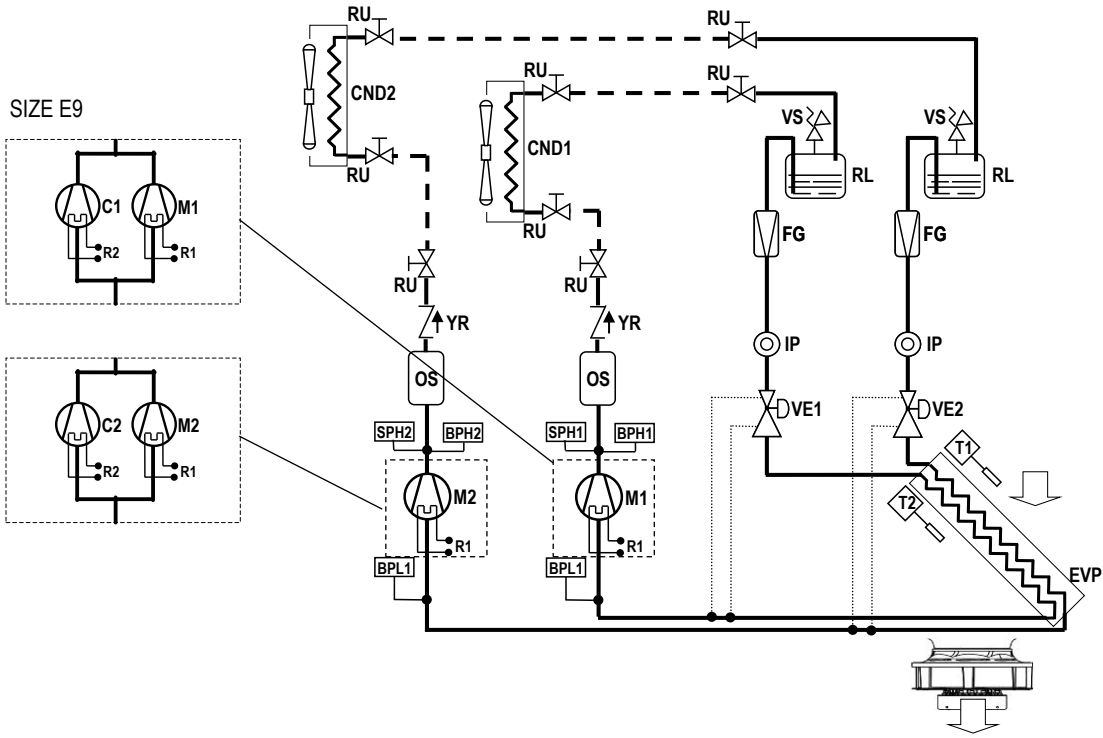 RU
RU
CND2
RU
RU
SIZE E9
VS
VS
CND1
RU
RL
RL
C1
M1
R2
R1
RU
FG
FG
RU
RU
YR
YR
IP
IP
OS
OS
VE1
VE2
C2
M2
R2
R1
SPH2
BPH2
SPH1
BPH1
T1
T2
M2
M1
R1
R1
BPL1
BPL1
EVP